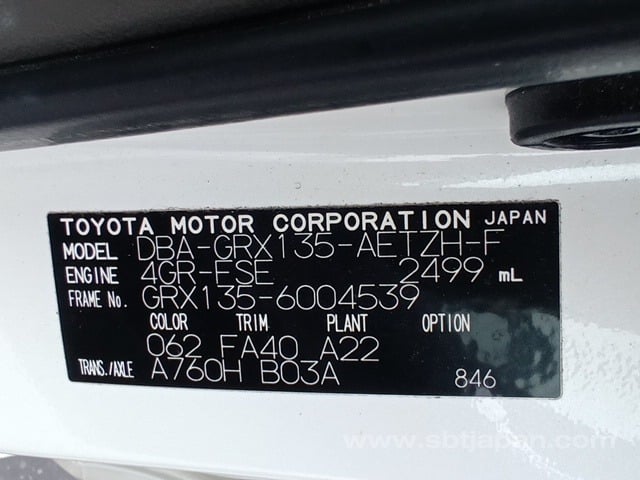 TOYOTA MOTOR CORPORATION JAPAN
MODEL DBA-GRX135-AETZH-F
ENGINE 4GR-FSE 2499 mL
FRAME No. GRX135-6004539
COLOR TRIM PLANT OPTION
062 FA40 A22
TRANS./AXLE A760H B03A 846
www.sbtjapan.com